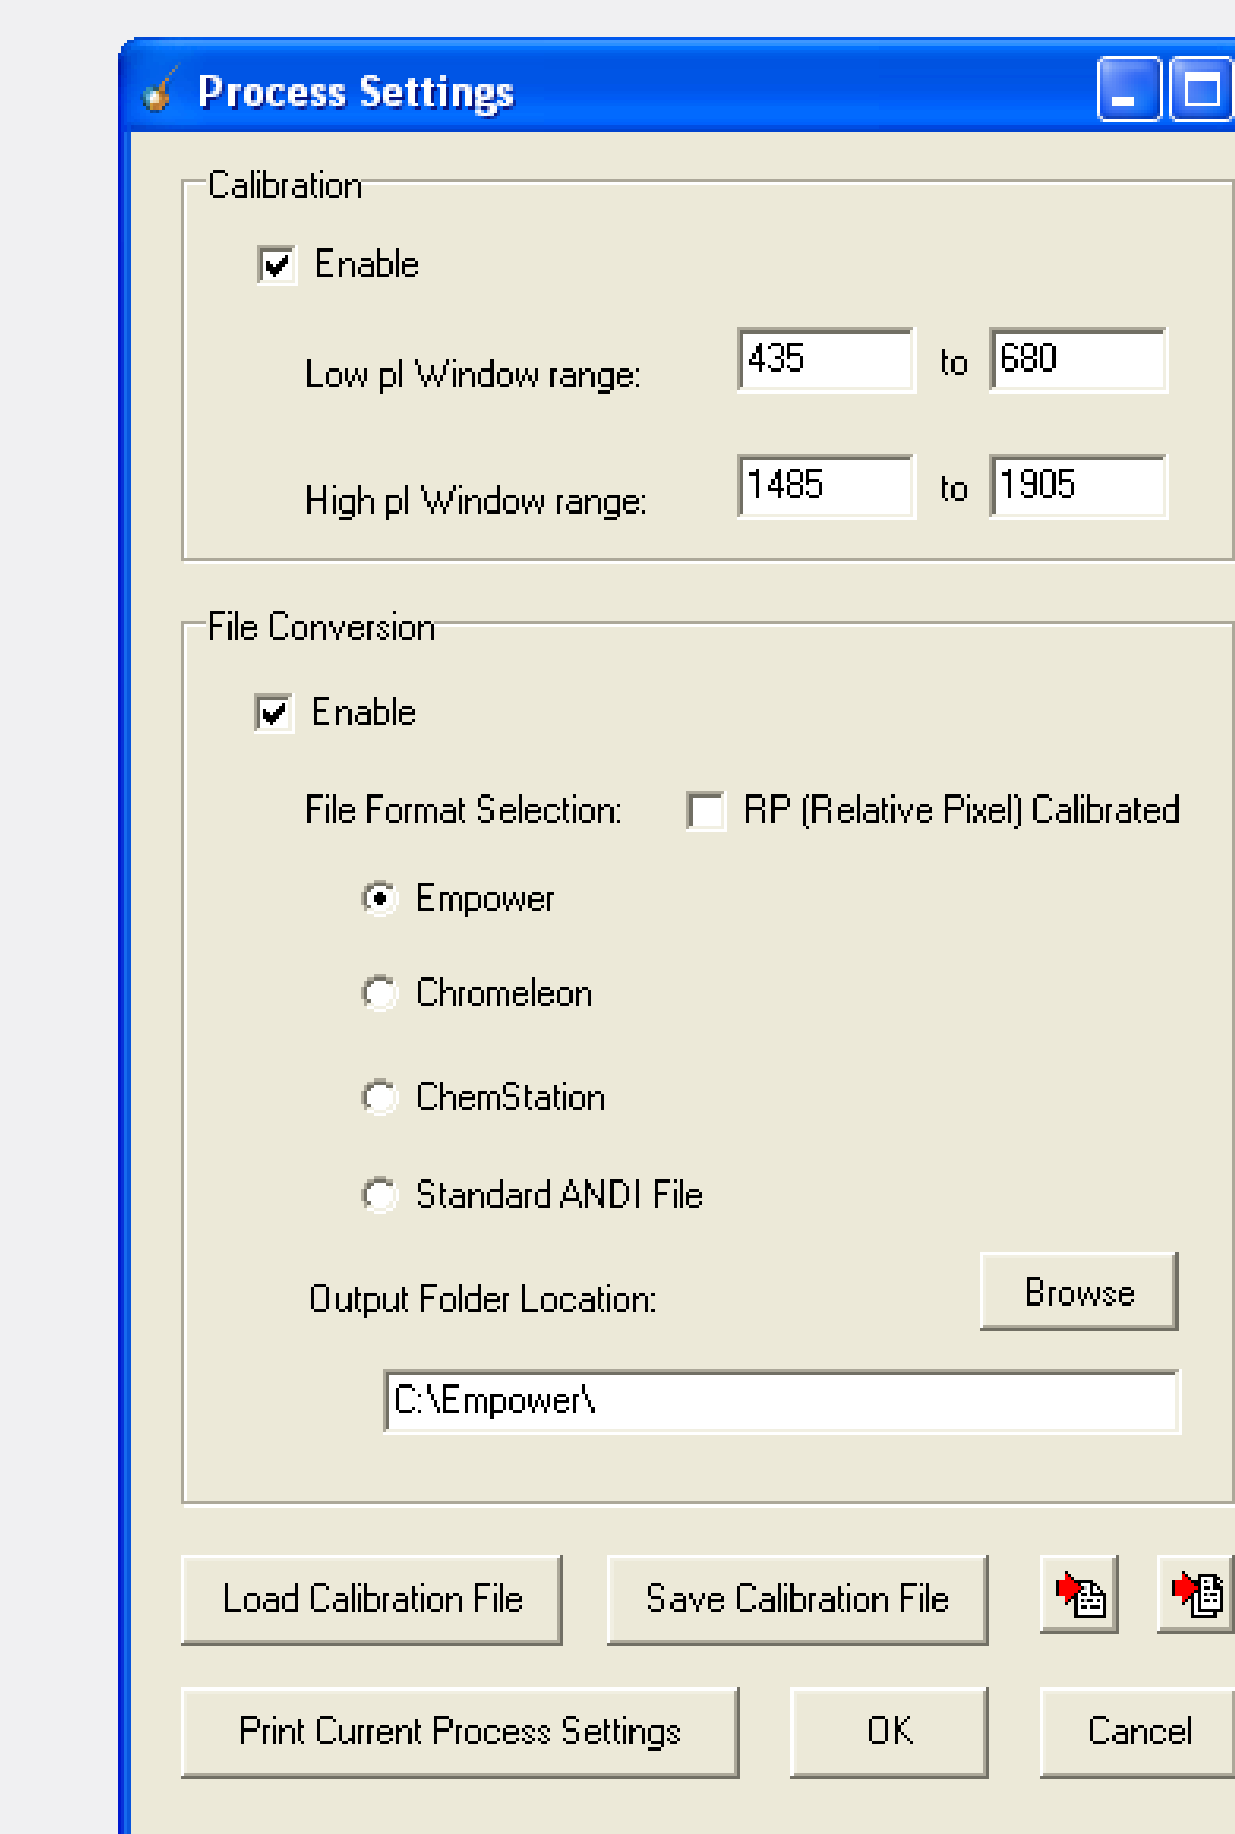 Process Settings
Calibration
Enable
Low pI Window range: 435 to 680
High pI Window range: 1485 to 1905
File Conversion
Enable
File Format Selection: RP (Relative Pixel) Calibrated
Empower
Chromeleon
ChemStation
Standard ANDI File
Output Folder Location: Browse
C:\Empower\
Load Calibration File Save Calibration File
Print Current Process Settings OK Cancel